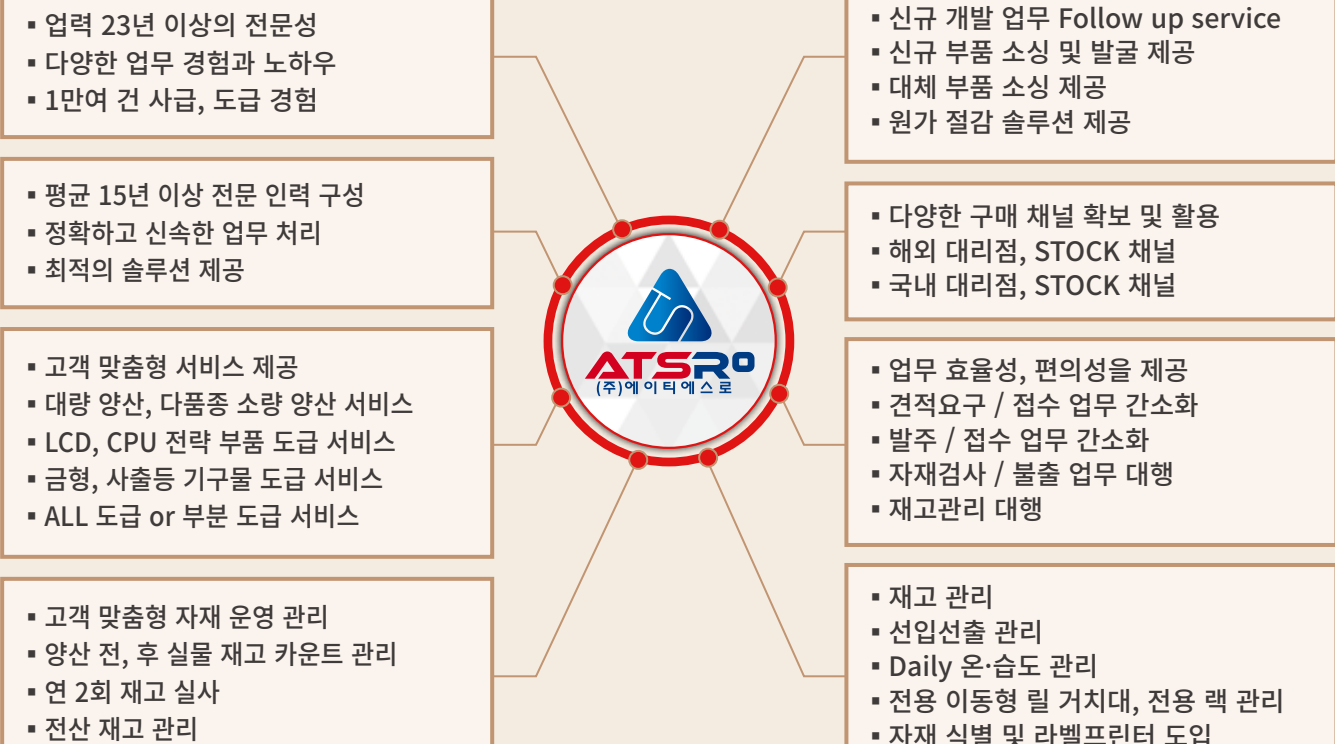 ▪ 업력 23년 이상의 전문성
▪ 다양한 업무 경험과 노하우
▪ 1만여 건 사급, 도급 경험
▪ 평균 15년 이상 전문 인력 구성
▪ 정확하고 신속한 업무 처리
▪ 최적의 솔루션 제공
▪ 고객 맞춤형 서비스 제공
▪ 대량 양산, 다품종 소량 양산 서비스
▪ LCD, CPU 전략 부품 도급 서비스
▪ 금형, 사출등 기구물 도급 서비스
▪ ALL 도급 or 부분 도급 서비스
▪ 고객 맞춤형 자재 운영 관리
▪ 양산 전, 후 실물 재고 카운트 관리
▪ 연 2회 재고 실사
▪ 전산 재고 관리
ATSRo
(주)에이티에스로
▪ 신규 개발 업무 Follow up service
▪ 신규 부품 소싱 및 발굴 제공
▪ 대체 부품 소싱 제공
▪ 원가 절감 솔루션 제공
▪ 다양한 구매 채널 확보 및 활용
▪ 해외 대리점, STOCK 채널
▪ 국내 대리점, STOCK 채널
▪ 업무 효율성, 편의성을 제공
▪ 견적요구 / 접수 업무 간소화
▪ 발주 / 접수 업무 간소화
▪ 자재검사 / 불출 업무 대행
▪ 재고관리 대행
▪ 재고 관리
▪ 선입선출 관리
▪ Daily 온·습도 관리
▪ 전용 이동형 릴 거치대, 전용 랙 관리
▪ 자재 식별 및 라벨프린터 도입